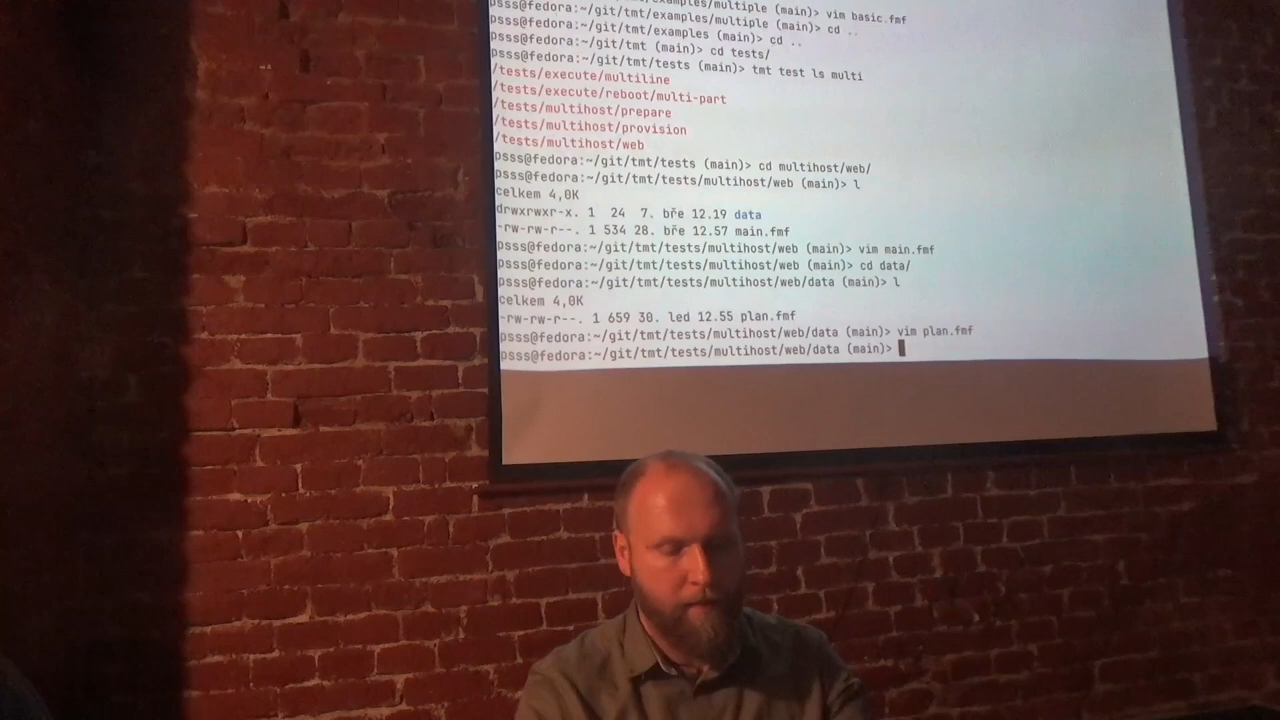 psss@fedora:~/git/tmt/examples/multiple (main)> vim basic.fmf
psss@fedora:~/git/tmt/examples/multiple (main)> cd ..
psss@fedora:~/git/tmt/examples (main)> cd ..
psss@fedora:~/git/tmt (main)> cd tests/
psss@fedora:~/git/tmt/tests (main)> tmt test ls multi
/tests/execute/multiline
/tests/execute/reboot/multi-part
/tests/multihost/prepare
/tests/multihost/provision
/tests/multihost/web
psss@fedora:~/git/tmt/tests (main)> cd multihost/web/
psss@fedora:~/git/tmt/tests/multihost/web (main)> l
celkem 4,0K
drwxrwxr-x. 1  24  7. bře 12.19 data
-rw-rw-r--. 1 534 28. bře 12.57 main.fmf
psss@fedora:~/git/tmt/tests/multihost/web (main)> vim main.fmf
psss@fedora:~/git/tmt/tests/multihost/web (main)> cd data/
psss@fedora:~/git/tmt/tests/multihost/web/data (main)> l
celkem 4,0K
-rw-rw-r--. 1 659 30. led 12.55 plan.fmf
psss@fedora:~/git/tmt/tests/multihost/web/data (main)> vim plan.fmf
psss@fedora:~/git/tmt/tests/multihost/web/data (main)>